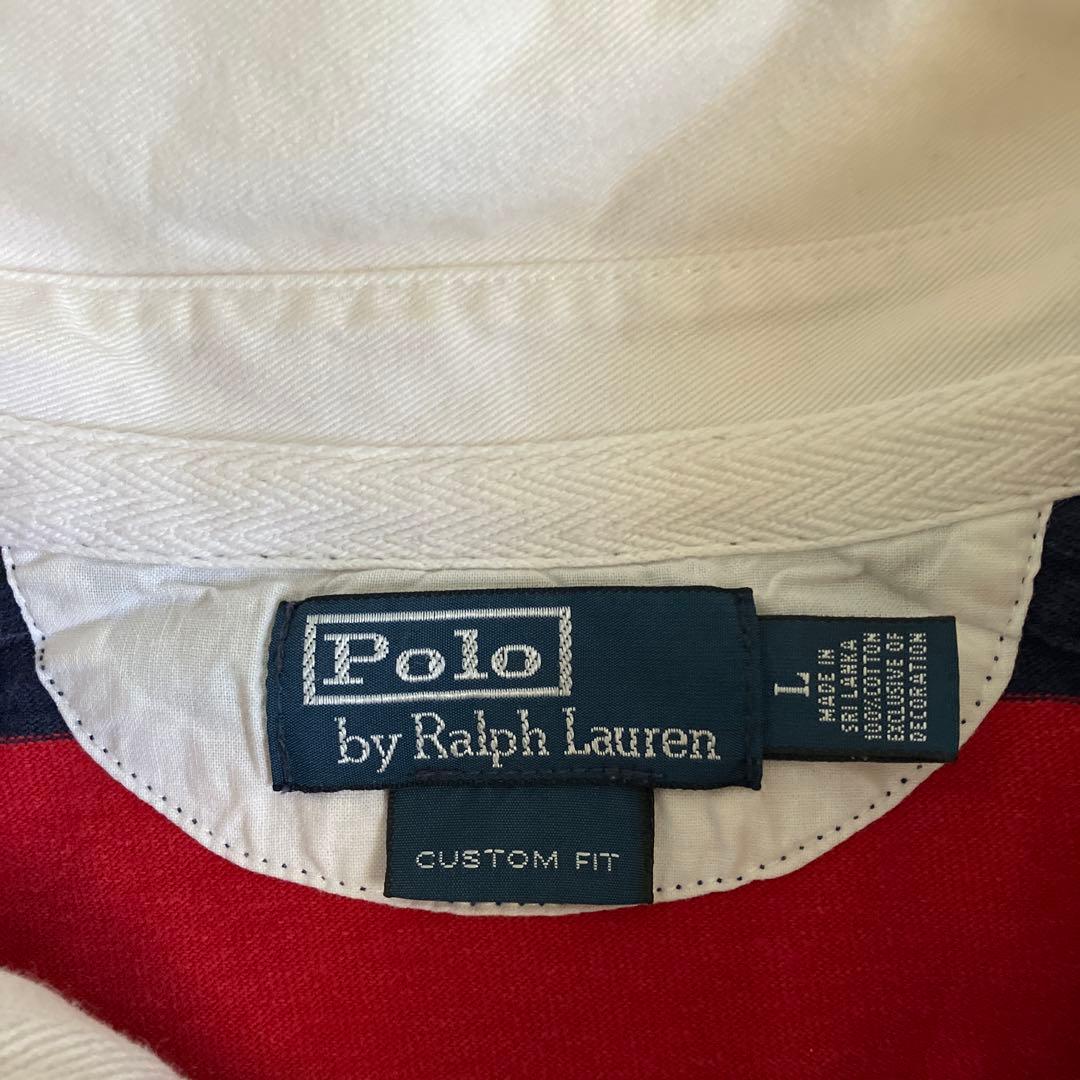 Polo
by Ralph Lauren
CUSTOM FIT
L
MADE IN
SRI LANKA
100% COTTON
EXCLUSIVE OF
DECORATION